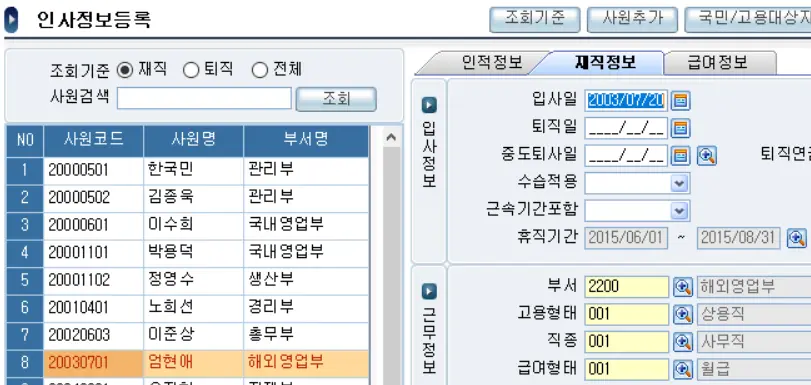 인사정보등록
조회기준 사원추가 국민/고용대상자
조회기준 재직 퇴직 전체
사원검색 조회
NO 사원코드 사원명 부서명
1 20000501 한국민 관리부
2 20000502 김종욱 관리부
3 20000601 이수희 국내영업부
4 20001101 박용덕 국내영업부
5 20001102 정영수 생산부
6 20010401 노희선 경리부
7 20020603 이준상 총무부
8 20030701 엄현애 해외영업부
인적정보 재직정보 급여정보
입사정보
입사일 2003/07/20
퇴직일 ____/__/__
중도퇴사일 ____/__/__ 퇴직연금
수습적용
근속기간포함
휴직기간 2015/06/01 ~ 2015/08/31
근무정보
부서 2200 해외영업부
고용형태 001 상용직
직종 001 사무직
급여형태 001 월급